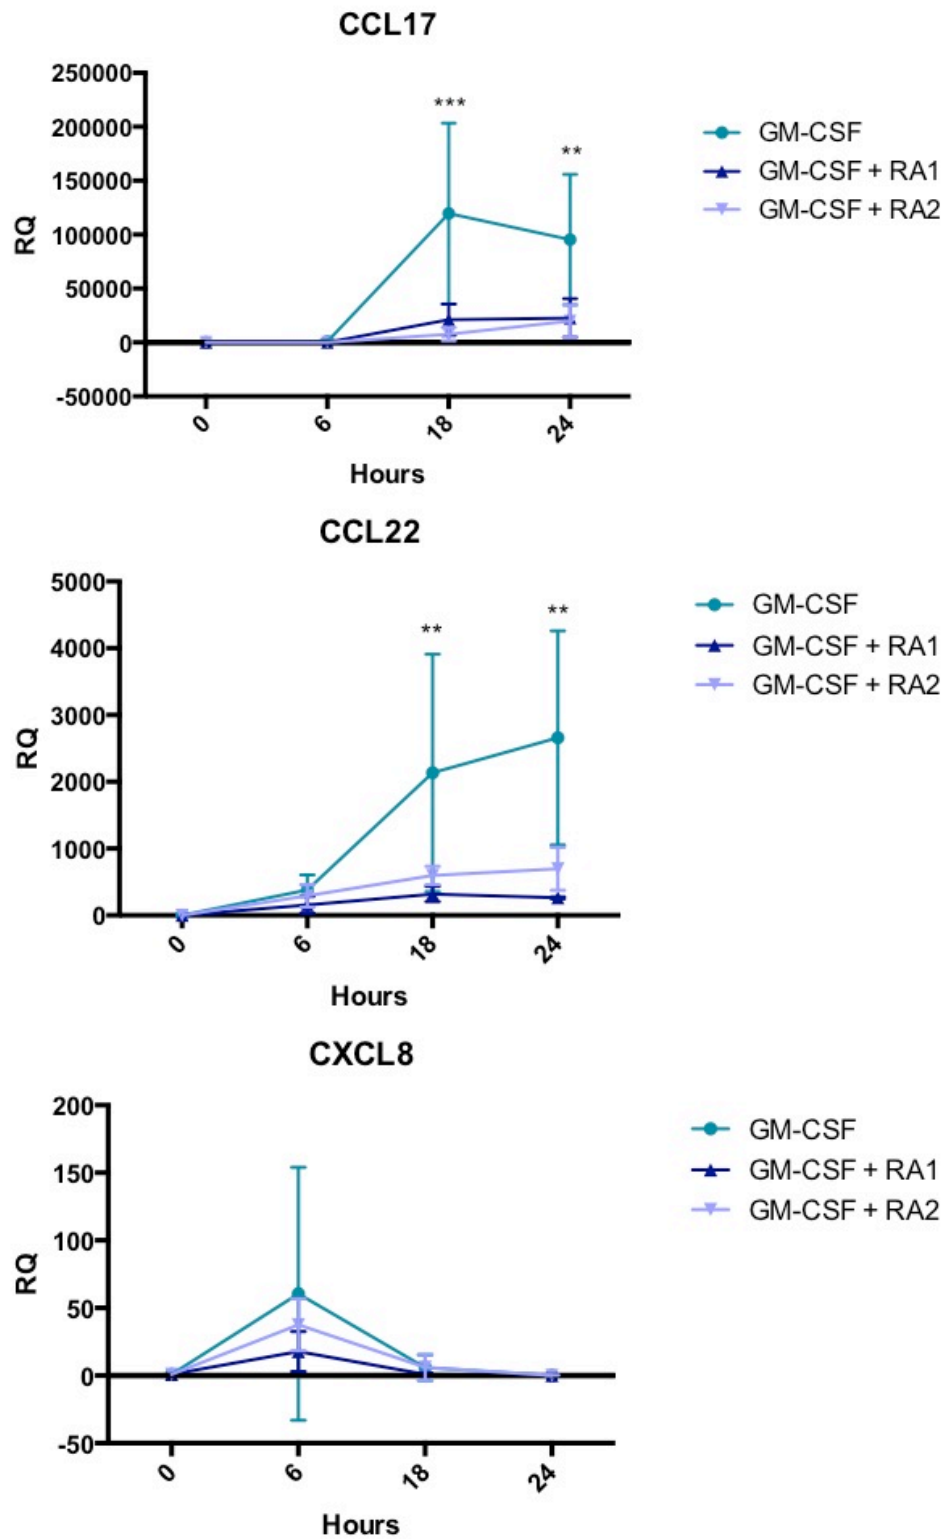 CCL17
250000
200000
150000
100000
50000
0
-50000
RQ
*** **
0 6 18 24
Hours
GM-CSF
GM-CSF + RA1
GM-CSF + RA2
CCL22
5000
4000
3000
2000
1000
0
RQ
** **
0 6 18 24
Hours
GM-CSF
GM-CSF + RA1
GM-CSF + RA2
CXCL8
200
150
100
50
0
-50
RQ
0 6 18 24
Hours
GM-CSF
GM-CSF + RA1
GM-CSF + RA2